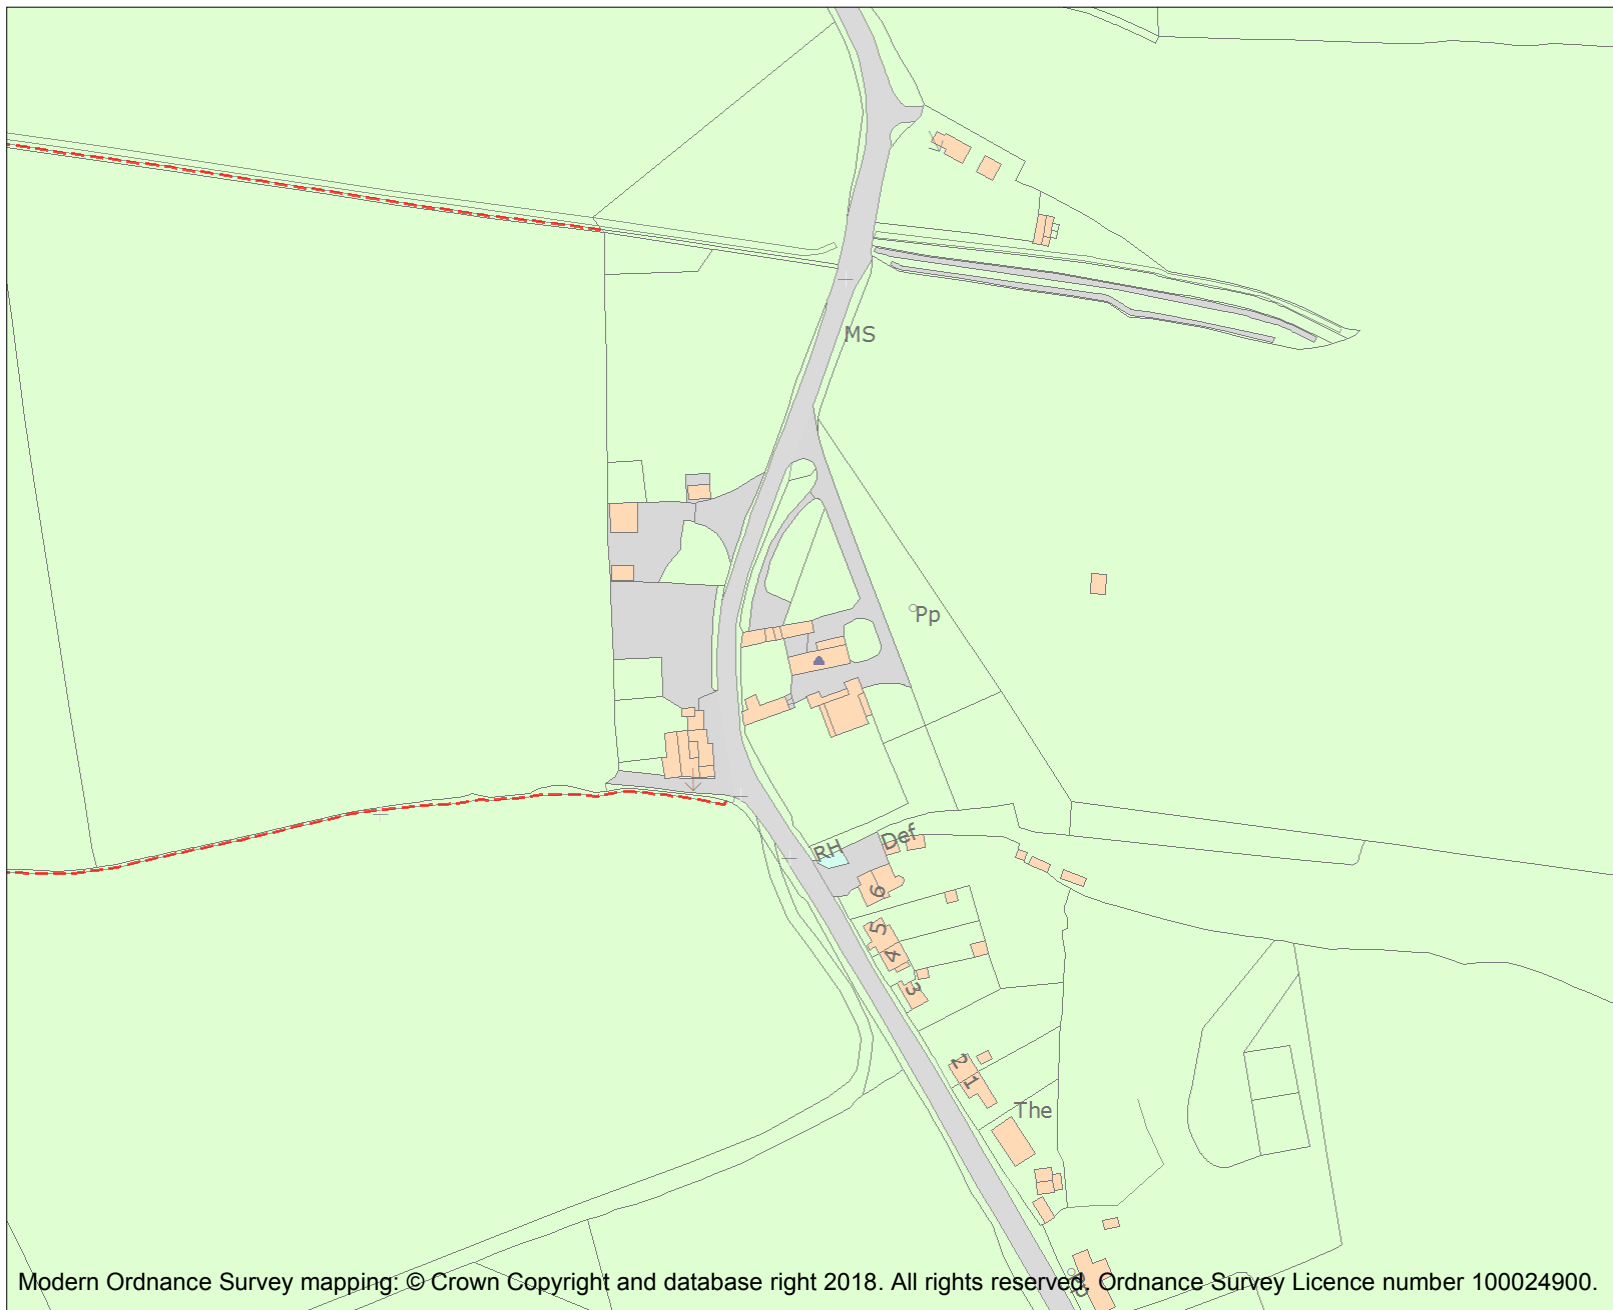 MS
Pp
Def
RH
6
5
4
3
2
1
The
Modern Ordnance Survey mapping: © Crown Copyright and database right 2018. All rights reserved. Ordnance Survey Licence number 100024900.